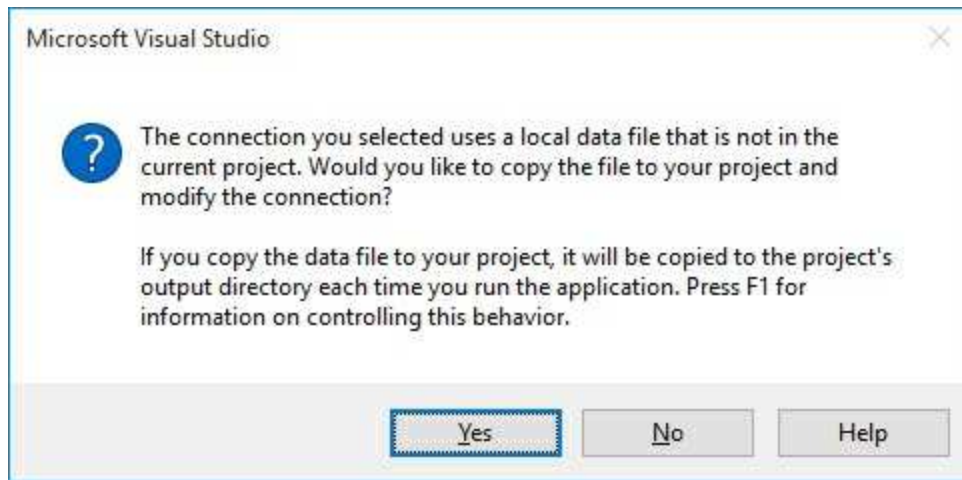 Microsoft Visual Studio
?
The connection you selected uses a local data file that is not in the
current project. Would you like to copy the file to your project and
modify the connection?
If you copy the data file to your project, it will be copied to the project's
output directory each time you run the application. Press F1 for
information on controlling this behavior.
Yes No Help